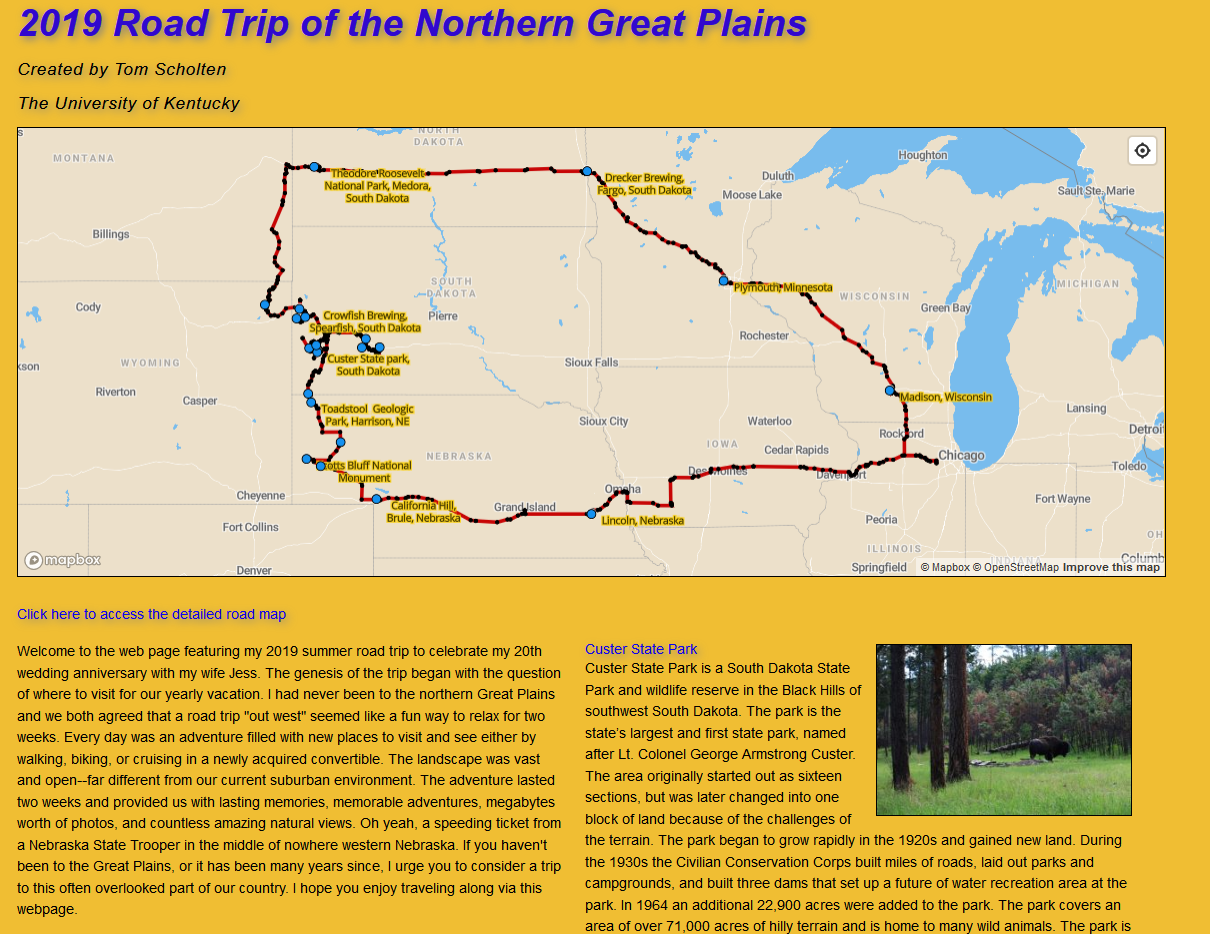 2019 Road Trip of the Northern Great Plains
Created by Tom Scholten
The University of Kentucky
NORTH
DAKOTA
MONTANA
Houghton
Duluth
Sault Ste. Marie
Moose Lake
Theodore Roosevelt
National Park, Medora,
South Dakota
Drecker Brewing,
Fargo, South Dakota
Billings
SOUTH
DAKOTA
Plymouth, Minnesota
WISCONSIN
MICHIGAN
Cody
Green Bay
Crowfish Brewing,
Spearfish, South Dakota
Pierre
Rochester
WYOMING
Custer State park,
South Dakota
Sioux Falls
Riverton
Casper
Madison, Wisconsin
Lansing
Toadstool Geologic
Park, Harrison, NE
Sioux City
Waterloo
Rockford
Detroi
IOWA
Cedar Rapids
Chicago
NEBRASKA
Toledo
Scotts Bluff National
Monument
Des Moines
Davenport
Omaha
Cheyenne
Fort Wayne
California Hill,
Brule, Nebraska
Grand Island
Lincoln, Nebraska
Peoria
Fort Collins
OH
ILLINOIS
INDIANA
Columb
mapbox
Denver
Springfield
© Mapbox © OpenStreetMap Improve this map
Click here to access the detailed road map
Welcome to the web page featuring my 2019 summer road trip to celebrate my 20th
wedding anniversary with my wife Jess. The genesis of the trip began with the question
of where to visit for our yearly vacation. I had never been to the northern Great Plains
and we both agreed that a road trip "out west" seemed like a fun way to relax for two
weeks. Every day was an adventure filled with new places to visit and see either by
walking, biking, or cruising in a newly acquired convertible. The landscape was vast
and open--far different from our current suburban environment. The adventure lasted
two weeks and provided us with lasting memories, memorable adventures, megabytes
worth of photos, and countless amazing natural views. Oh yeah, a speeding ticket from
a Nebraska State Trooper in the middle of nowhere western Nebraska. If you haven't
been to the Great Plains, or it has been many years since, I urge you to consider a trip
to this often overlooked part of our country. I hope you enjoy traveling along via this
webpage.
Custer State Park
Custer State Park is a South Dakota State
Park and wildlife reserve in the Black Hills of
southwest South Dakota. The park is the
state's largest and first state park, named
after Lt. Colonel George Armstrong Custer.
The area originally started out as sixteen
sections, but was later changed into one
block of land because of the challenges of
the terrain. The park began to grow rapidly in the 1920s and gained new land. During
the 1930s the Civilian Conservation Corps built miles of roads, laid out parks and
campgrounds, and built three dams that set up a future of water recreation area at the
park. In 1964 an additional 22,900 acres were added to the park. The park covers an
area of over 71,000 acres of hilly terrain and is home to many wild animals. The park is